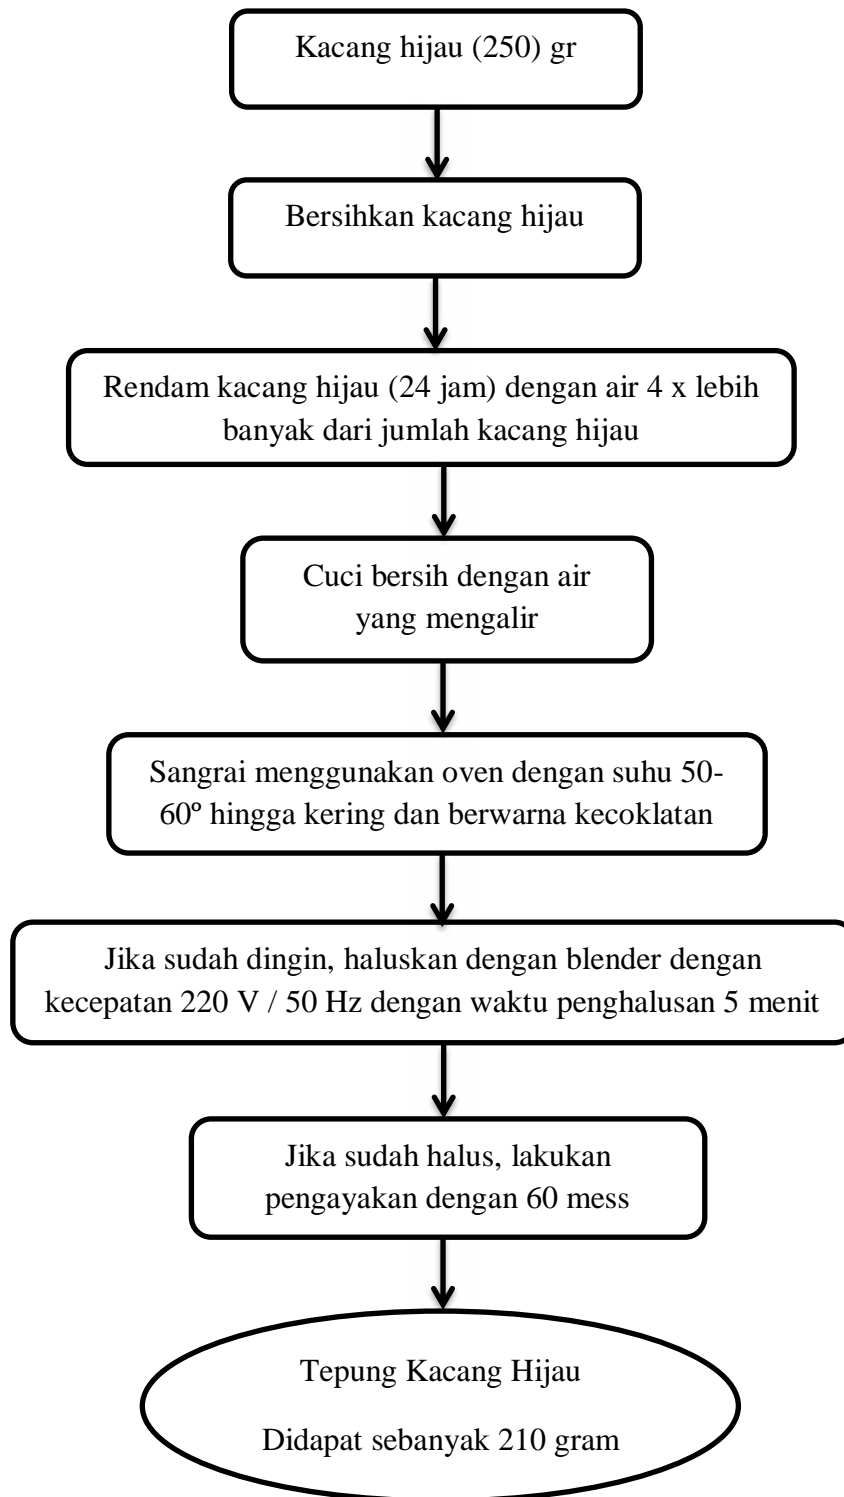 Kacang hijau (250) gr
Bersihkan kacang hijau
Rendam kacang hijau (24 jam) dengan air 4 x lebih
banyak dari jumlah kacang hijau
Cuci bersih dengan air
yang mengalir
Sangrai menggunakan oven dengan suhu 50-
60º hingga kering dan berwarna kecoklatan
Jika sudah dingin, haluskan dengan blender dengan
kecepatan 220 V / 50 Hz dengan waktu penghalusan 5 menit
Jika sudah halus, lakukan
pengayakan dengan 60 mess
Tepung Kacang Hijau
Didapat sebanyak 210 gram